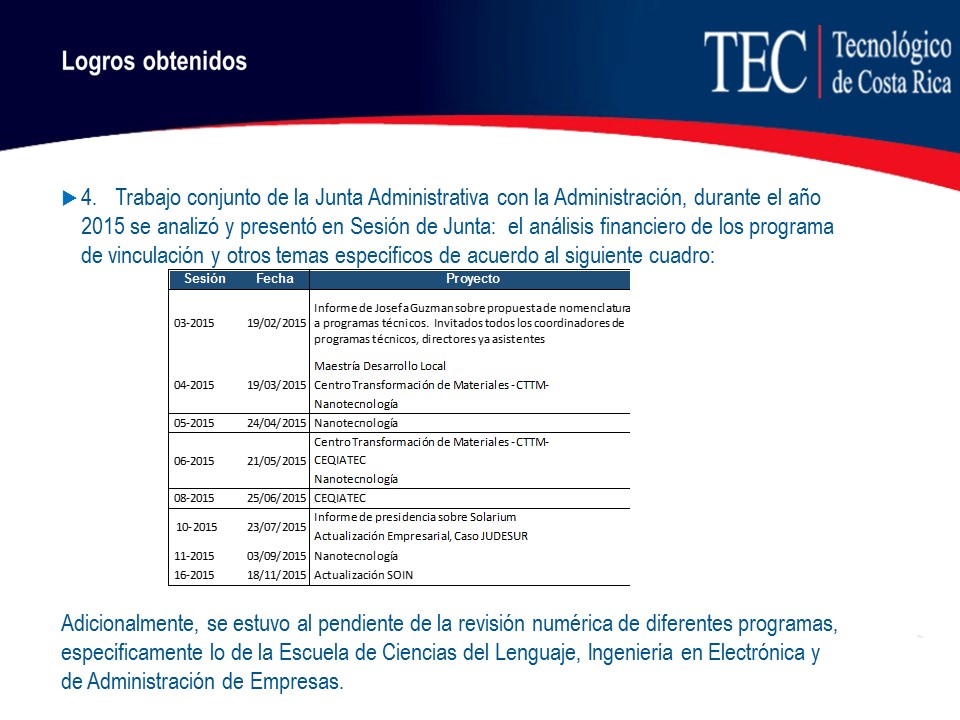 Logros obtenidos
TEC
Tecnológico
de Costa Rica
4. Trabajo conjunto de la Junta Administrativa con la Administración, durante el año
2015 se analizó y presentó en Sesión de Junta: el análisis financiero de los programa
de vinculación y otros temas específicos de acuerdo al siguiente cuadro:
Sesión Fecha Proyecto
Informe de Josefa Guzman sobre propuesta de nomenclatura
03-2015 19/02/2015 a programas técnicos. Invitados todos los coordinadores de
programas técnicos, directores ya asistentes
Maestría Desarrollo Local
04-2015 19/03/2015 Centro Transformación de Materiales -CTTM-
Nanotecnología
05-2015 24/04/2015 Nanotecnología
Centro Transformación de Materiales -CTTM-
06-2015 21/05/2015 CEQIATEC
Nanotecnología
08-2015 25/06/2015 CEQIATEC
Informe de presidencia sobre Solarium
10-2015 23/07/2015
Actualización Empresarial, Caso JUDESUR
11-2015 03/09/2015 Nanotecnología
16-2015 18/11/2015 Actualización SOIN
Adicionalmente, se estuvo al pendiente de la revisión numérica de diferentes programas,
específicamente lo de la Escuela de Ciencias del Lenguaje, Ingeniería en Electrónica y
de Administración de Empresas.